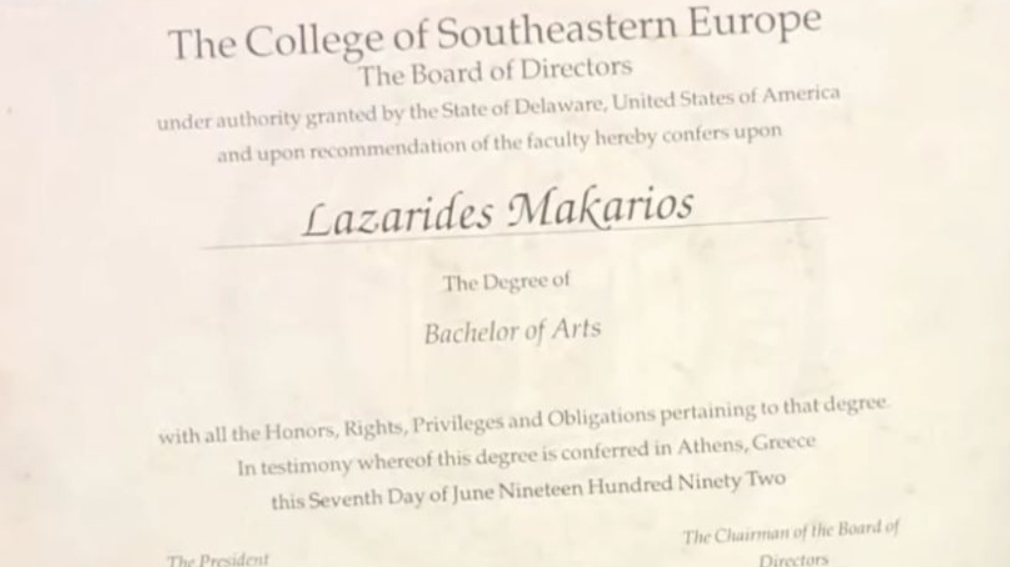 The College of Southeastern Europe
The Board of Directors
under authority granted by the State of Delaware, United States of America
and upon recommendation of the faculty hereby confers upon
Lazarides Makarios
The Degree of
Bachelor of Arts
with all the Honors, Rights, Privileges and Obligations pertaining to that degree.
In testimony whereof this degree is conferred in Athens, Greece
this Seventh Day of June Nineteen Hundred Ninety Two
The President
The Chairman of the Board of
Directors